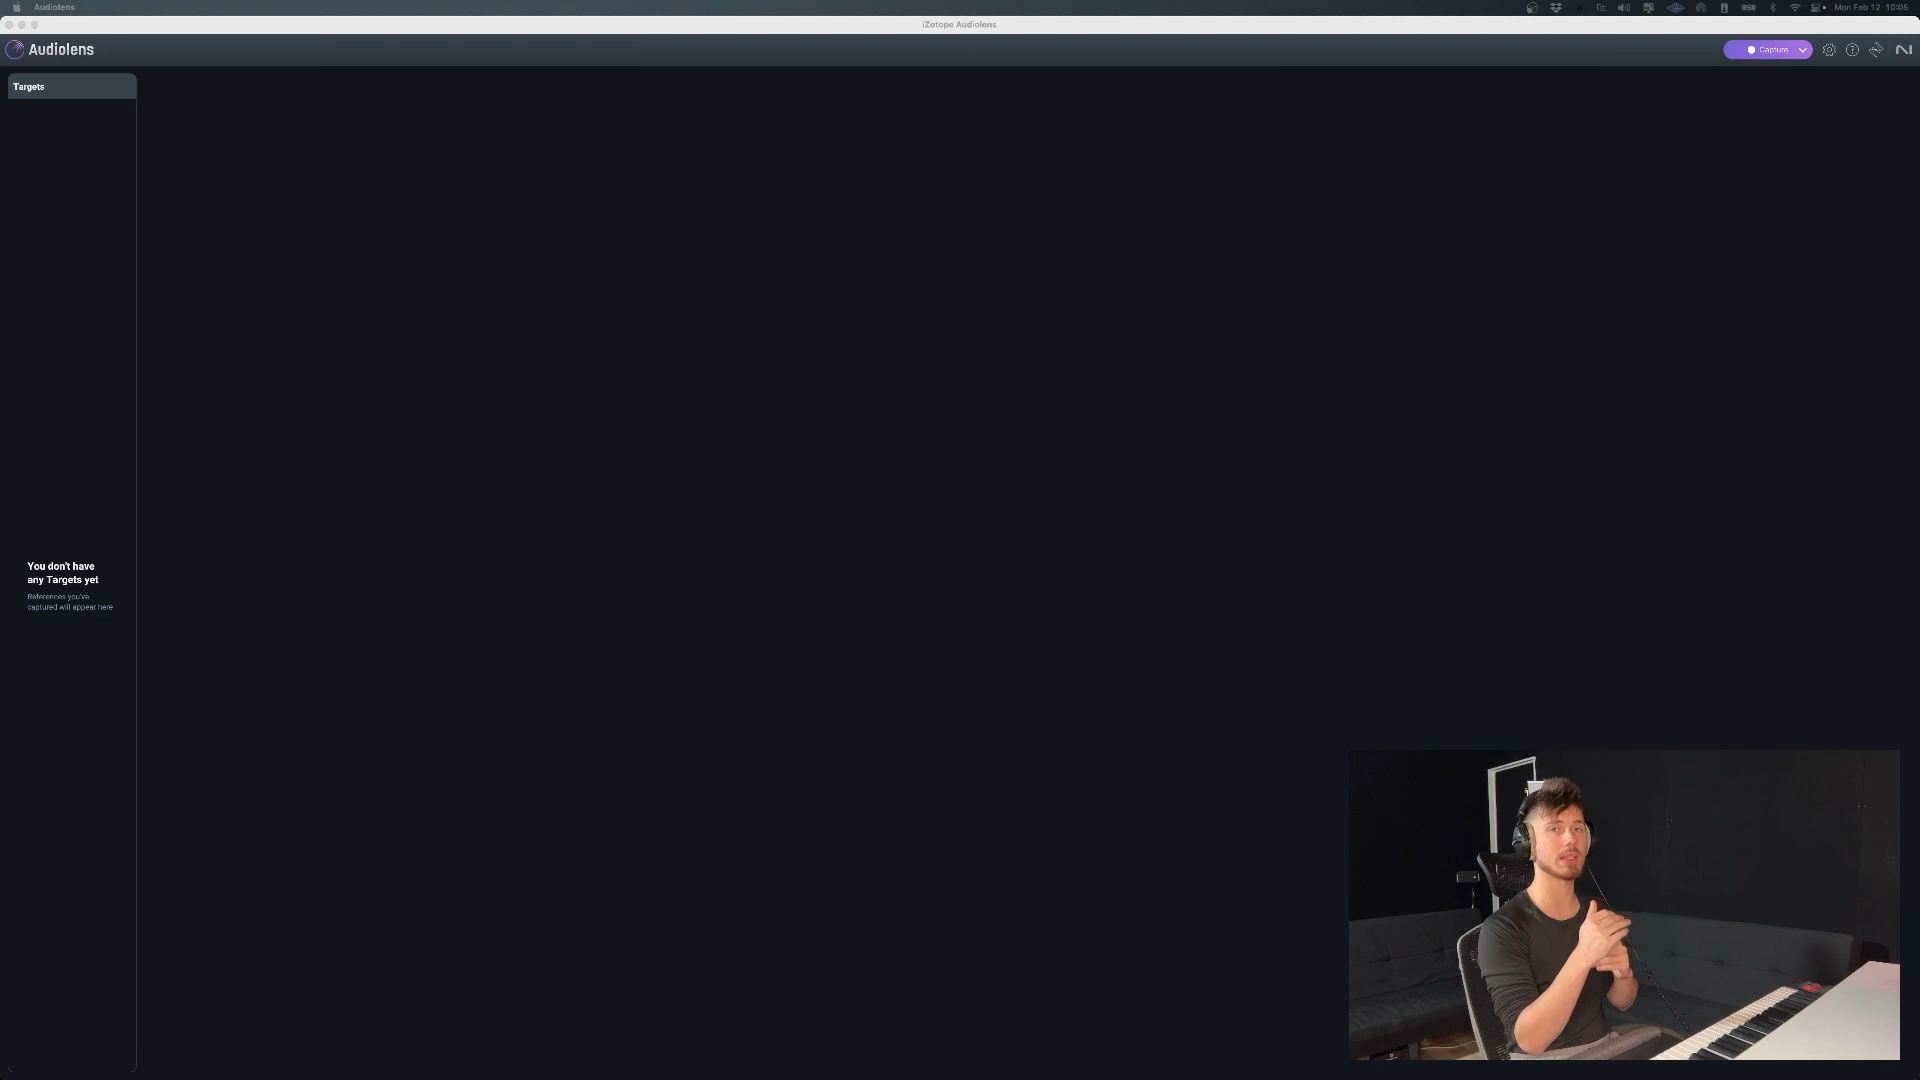 Audiolens
Mon Feb 12 10:05
iZotope Audiolens
Audiolens
Capture
Targets
You don't have
any Targets yet
References you've
captured will appear here